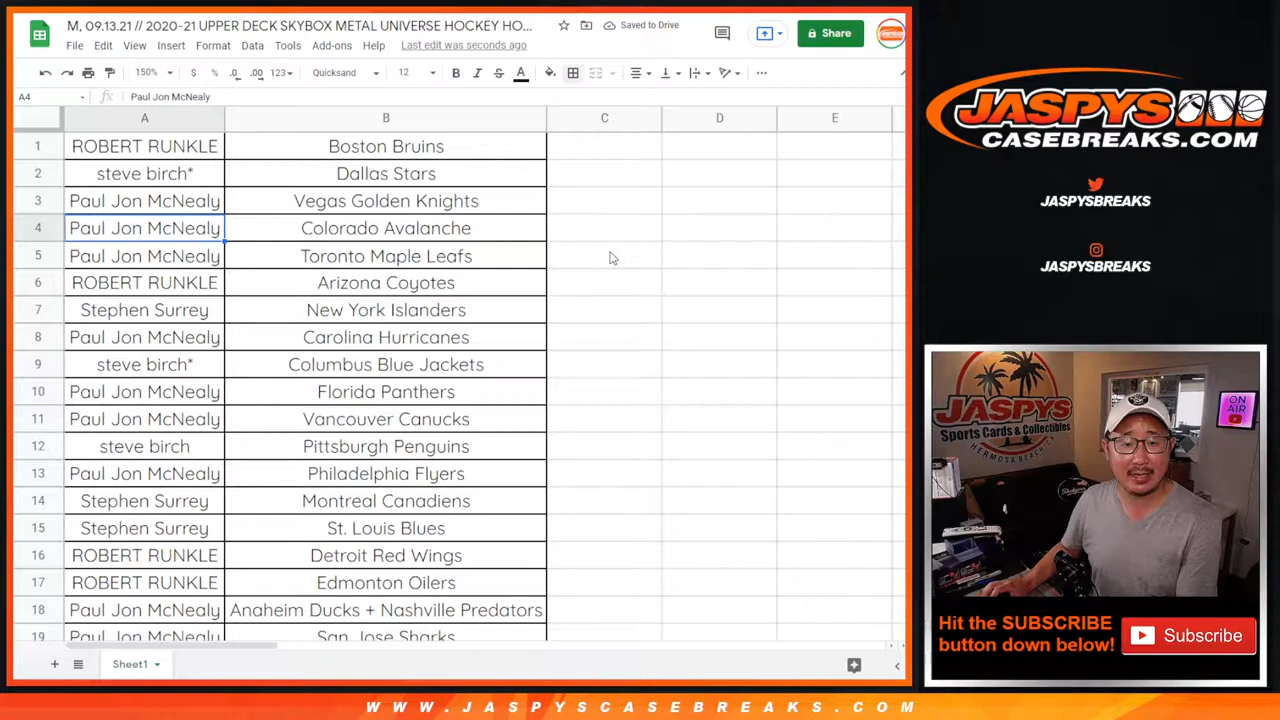 M, 09.13.21 // 2020-21 UPPER DECK SKYBOX METAL UNIVERSE HOCKEY HO...
Saved to Drive
Share
File Edit View Insert Format Data Tools Add-ons Help Last edit was seconds ago
150% $ % .0 .00 123 Quicksand 12 B I S A
A4 fx Paul Jon McNealy
A B C D E
1 ROBERT RUNKLE Boston Bruins
2 steve birch* Dallas Stars
3 Paul Jon McNealy Vegas Golden Knights
4 Paul Jon McNealy Colorado Avalanche
5 Paul Jon McNealy Toronto Maple Leafs
6 ROBERT RUNKLE Arizona Coyotes
7 Stephen Surrey New York Islanders
8 Paul Jon McNealy Carolina Hurricanes
9 steve birch* Columbus Blue Jackets
10 Paul Jon McNealy Florida Panthers
11 Paul Jon McNealy Vancouver Canucks
12 steve birch Pittsburgh Penguins
13 Paul Jon McNealy Philadelphia Flyers
14 Stephen Surrey Montreal Canadiens
15 Stephen Surrey St. Louis Blues
16 ROBERT RUNKLE Detroit Red Wings
17 ROBERT RUNKLE Edmonton Oilers
18 Paul Jon McNealy Anaheim Ducks + Nashville Predators
19 Paul Jon McNealy San Jose Sharks
Sheet1
JASPYS
CASEBREAKS.COM
JASPYSBREAKS
JASPYSBREAKS
JASPYS
Sports Cards & Collectibles
HERMOSA BEACH, CA
ON
AIR
Dodgers
Hit the SUBSCRIBE
button down below!
Subscribe
WWW.JASPYSCASEBREAKS.COM